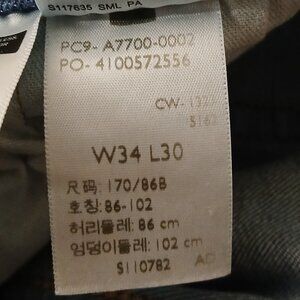 S117635 SML PA
PC9- A7700-0002
PO- 4100572556
CW-
W34 L30
尺码: 170/86B
호칭: 86-102
허리둘레: 86 cm
엉덩이둘레: 102 cm
S110782 AD